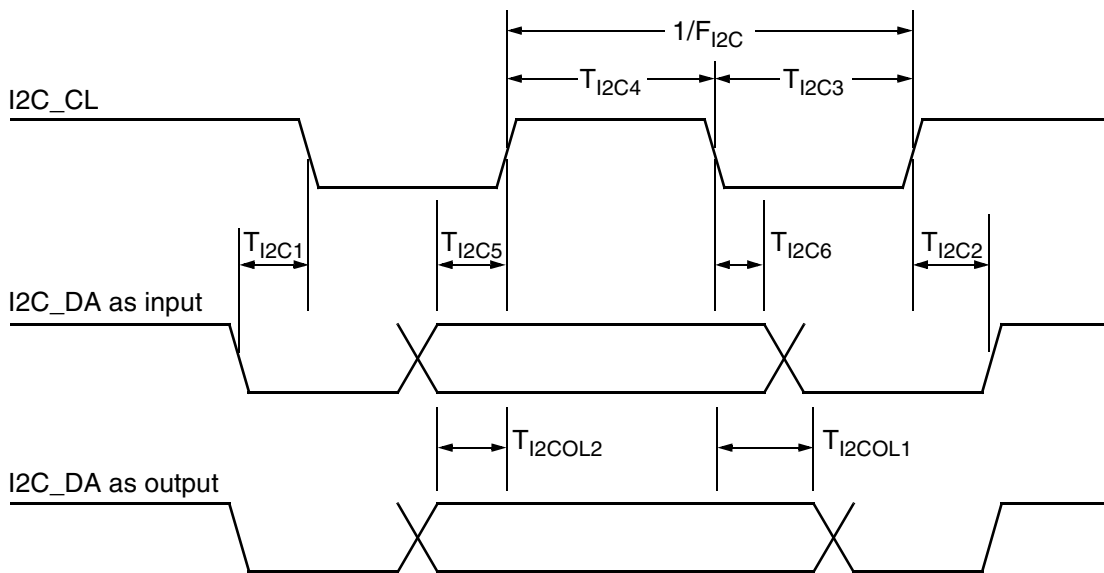 1/F_I2C
T_I2C4 T_I2C3
I2C_CL
T_I2C1 T_I2C5 T_I2C6 T_I2C2
I2C_DA as input
T_I2COL2 T_I2COL1
I2C_DA as output